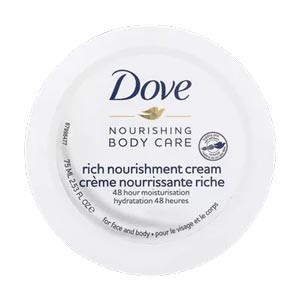 Dove
NOURISHING
BODY CARE
rich nourishment cream
crème nourrissante riche
48 hour moisturisation
hydratation 48 heures
for face and body • pour le visage et le corps
75 ML 2.53 FL OZ